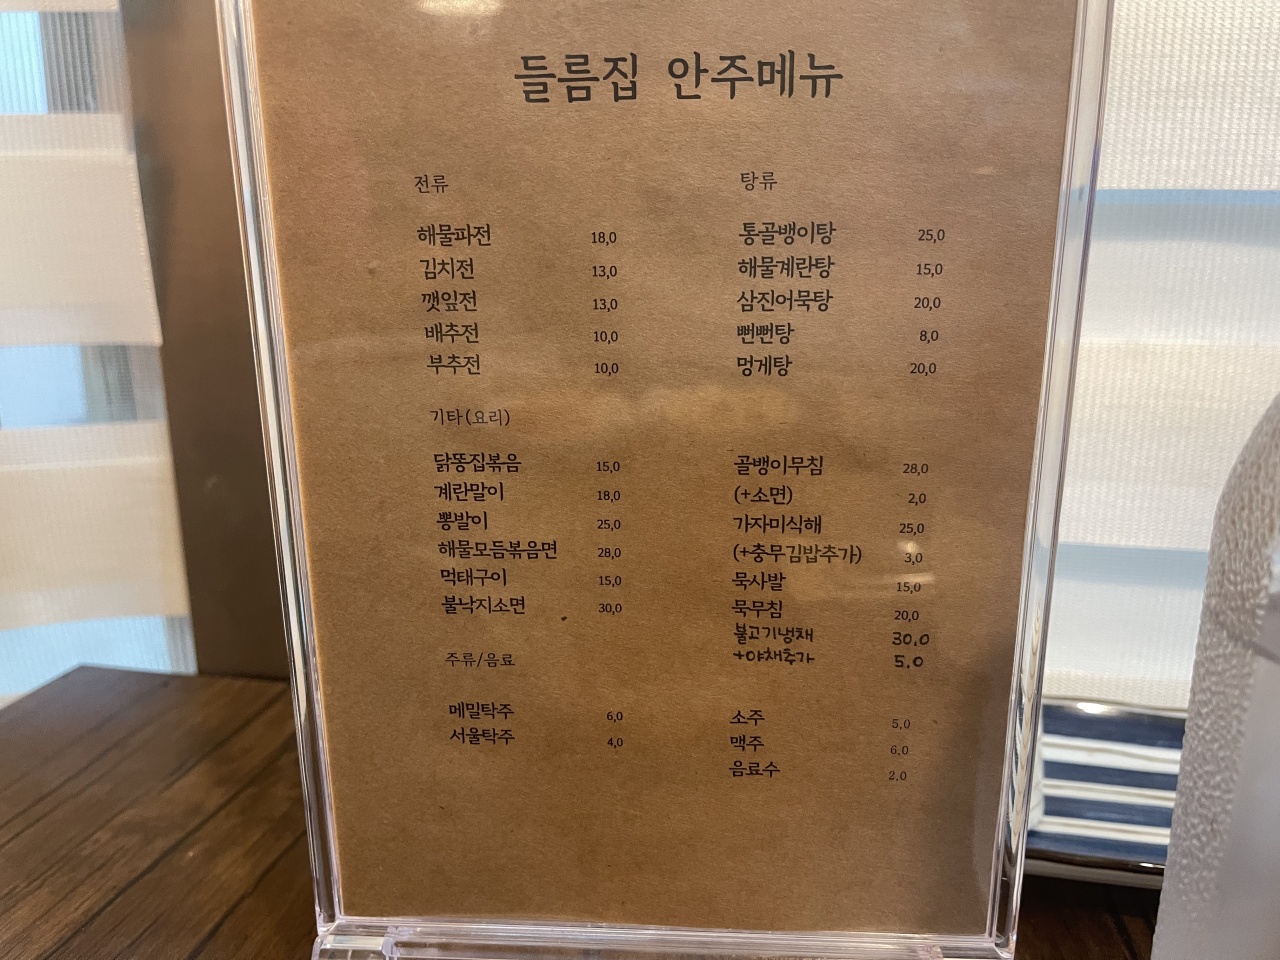 들름집 안주메뉴
전류
해물파전 18,0
김치전 13,0
깻잎전 13,0
배추전 10,0
부추전 10,0
탕류
통골뱅이탕 25,0
해물계란탕 15,0
삼진어묵탕 20,0
뻔뻔탕 8,0
멍게탕 20,0
기타(요리)
닭똥집볶음 15,0
계란말이 18,0
뽕발이 25,0
해물모듬볶음면 28,0
먹태구이 15,0
불낙지소면 30,0
골뱅이무침 28,0
(+소면) 2,0
가자미식해 25,0
(+충무김밥추가) 3,0
묵사발 15,0
묵무침 20,0
불고기냉채 30,0
+야채추가 5.0
주류/음료
메밀탁주 6,0
서울탁주 4,0
소주 5,0
맥주 6.0
음료수 2.0